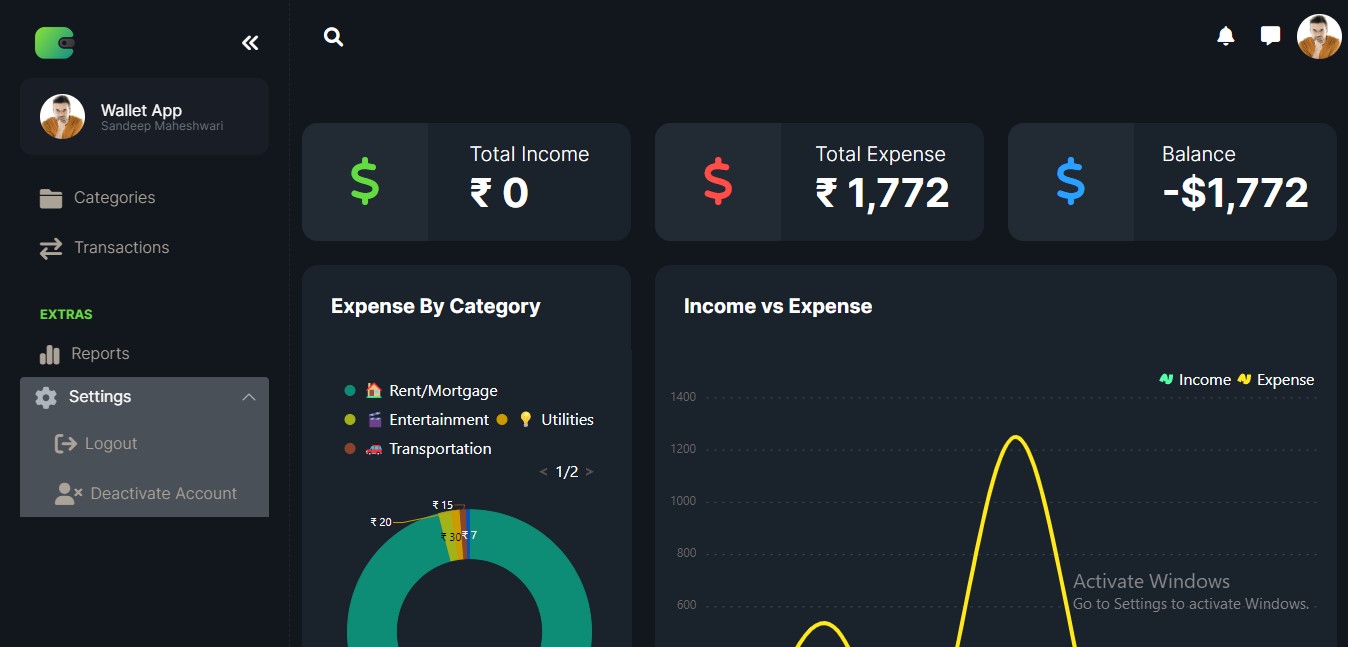 Wallet App
Sandeep Maheshwari
Categories
Transactions
EXTRAS
Reports
Settings
Logout
Deactivate Account
$
Total Income
₹ 0
$
Total Expense
₹ 1,772
$
Balance
-$1,772
Expense By Category
Rent/Mortgage
Entertainment
Utilities
Transportation
< 1/2 >
₹ 15
₹ 20
₹ 30
₹ 7
Income vs Expense
Income
Expense
1400
1200
1000
800
600
Activate Windows
Go to Settings to activate Windows.